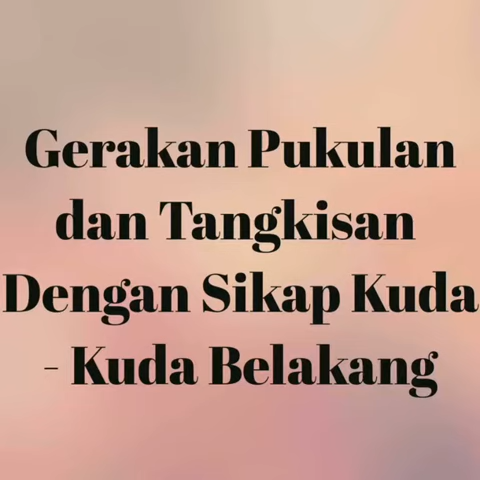 Gerakan Pukulan
dan Tangkisan
Dengan Sikap Kuda
- Kuda Belakang